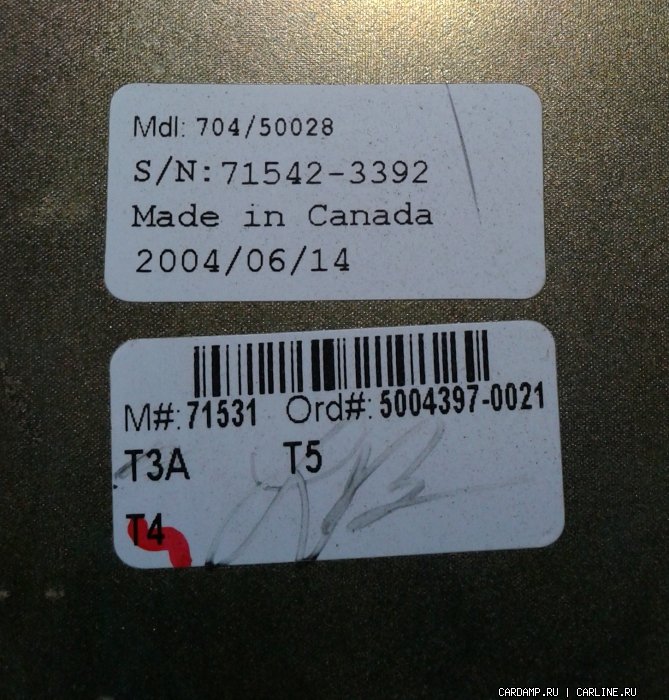 Mdl: 704/50028
S/N: 71542-3392
Made in Canada
2004/06/14
M#: 71531 Ord#: 5004397-0021
T3A T5
T4
CARDAMP.RU | CARLINE.RU